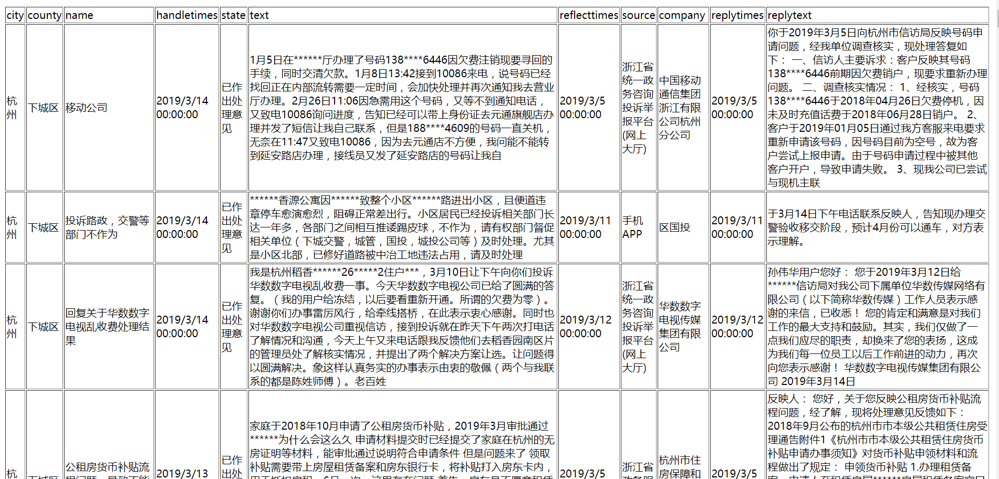 city county name handletimes state text reflecttimes source company replytimes replytext
杭
州
下城区
移动公司
2019/3/14
00:00:00
已作
出处
理意
见
1月5日在******厅办理了号码138****6446因欠费注销现要寻回的
手续，同时交清欠款。1月8日13:42接到10086来电，说号码已经
找回正在内部流转需要一定时间，会加快处理并再次通知我去营业
厅办理。2月26日11:06因急需用这个号码，又等不到通知电话，
又致电10086询问进度，告知已经可以带上身份证去元通旗舰店办
理并发了短信让我自己联系，但是188****4609的号码一直关机，
无奈在11:47又致电10086，因为去元通店不方便，我问能不能转
到延安路店办理，接线员又发了延安路店的号码让我自
2019/3/5
00:00:00
浙江省
统一政
务咨询
投诉举
报平台
(网上
大厅)
中国移动
通信集团
浙江有限
公司杭州
分公司
2019/3/5
00:00:00
你于2019年3月5日向杭州市信访局反映号码申
请问题，经我单位调查核实，现处理答复如
下： 一、信访人主要诉求：客户反映其号码
138****6446前期因欠费销户，现要求重新办理
问题。 二、调查核实情况： 1、经核实，号码
138****6446于2018年04月26日欠费停机，因
未及时充值话费于2018年06月28日销户。 2、
客户于2019年01月05日通过我方客服来电要求
重新申请该号码，因号码目前为空号，故为客
户尝试上报申请。由于号码申请过程中被其他
客户开户，导致申请失败。 3、现我公司已尝试
与现机主联
杭
州
下城区
投诉路政，交警等
部门不作为
2019/3/14
00:00:00
已作
出处
理意
见
******香源公寓因******致整个小区******路进出小区，且便道违
章停车愈演愈烈，阻碍正常差出行。小区居民已经投诉相关部门长
达一年多，各部门之间相互推诿踢皮球，不作为，请有权部门督促
相关单位（下城交警，城管，国投，城投公司等）及时处理。尤其
是小区北部，已修好道路被中冶工地违法占用，请及时处理
2019/3/11
00:00:00
手机
APP
区国投
2019/3/11
00:00:00
于3月14日下午电话联系反映人，告知现办理交
警验收移交阶段，预计4月份可以通车，对方表
示理解。
杭
州
下城区
回复关于华数数字
电视乱收费处理结
果
2019/3/14
00:00:00
已作
出处
理意
见
我是杭州稻香******26*****2住户***，3月10日让下午向你们投诉
华数数字电视乱收费一事。今天华数数字电视公司已给了圆满的答
复。（我的用户给冻结，以后要看重新开通。所谓的欠费为零）。
谢谢你们办事雷厉风行，给牵线搭桥，在此表示衷心感谢。同时也
对华数数字电视公司重视信访，接到投诉就在昨天下午两次打电话
了解情况和沟通，今天上午又来电话跟我反馈他们去稻香园南区片
的管理员处了解核实情况，并提出了两个解决方案让选。让问题得
以圆满解决。象这样认真务实的办事表示由衷的敬佩（两个与我联
系的都是陈姓师傅）。老百姓
2019/3/12
00:00:00
浙江省
统一政
务咨询
投诉举
报平台
(网上
大厅)
华数数字
电视传媒
集团有限
公司
2019/3/12
00:00:00
孙伟华用户您好： 您于2019年3月12日给
******信访局对我公司下属单位华数传媒网络有
限公司（以下简称华数传媒）工作人员表示感
谢的来信，已收悉！ 您的肯定和满意是对我们
工作的最大支持和鼓励。其实，我们仅做了一
点我们应尽的职责，却换来了您的表扬，这成
为我们每一位员工以后工作前进的动力，再次
向您表示感谢！ 华数数字电视传媒集团有限公
司 2019年3月14日
杭
公租房货币补贴流
2019/3/13
已作
出处
家庭于2018年10月申请了公租房货币补贴，2019年3月审批通过
******为什么会这么久 申请材料提交时已经提交了家庭在杭州的无
房证明等材料，能审批通过说明符合申请条件 但是问题来了 领取
补贴需要带上房屋租赁备案和房东银行卡，将补贴打入房东卡内，
2019/3/5
浙江省
杭州市住
房保障和
2019/3/5
反映人： 您好，关于您反映公租房货币补贴流
程问题，经了解，现将处理意见反馈如下：
2018年9月公布的杭州市市本级公共租赁住房受
理通告附件1《杭州市市本级公共租赁住房货币
补贴申请办事须知》对货币补贴申领材料和流
程做出了规定： 申领货币补贴 1.办理租赁备